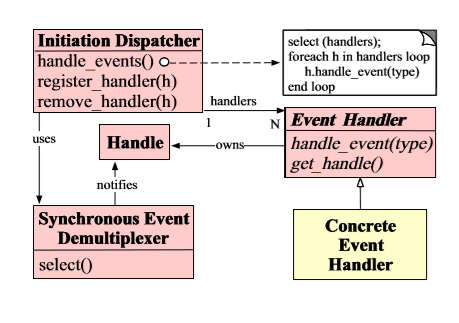 Initiation Dispatcher
handle_events()
register_handler(h)
remove_handler(h)
select (handlers);
foreach h in handlers loop
h.handle_event(type)
end loop
handlers
1
N
uses
Handle
owns
Event Handler
handle_event(type)
get_handle()
notifies
Synchronous Event
Demultiplexer
select()
Concrete
Event
Handler